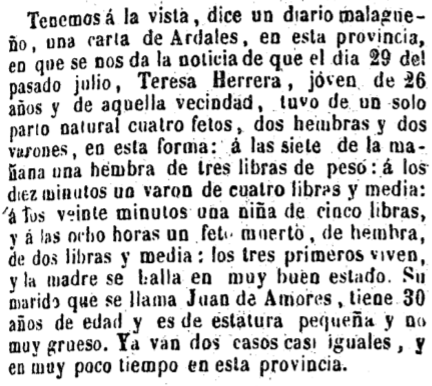 Tenemos á la vista, dice un diario malague-
ño, una carta de Ardales, en esta provincia,
en que se nos da la noticia de que el dia 29 del
pasado julio, Teresa Herrera, jóven de 26
años y de aquella vecindad, tuvo de un solo
parto natural cuatro fetos, dos hembras y dos
varones, en esta forma: á las siete de la ma-
ñana una hembra de tres libras de peso: á los
diez minutos un varon de cuatro libras y media:
á los veinte minutos una niña de cinco libras,
y á las ocho horas un feto muerto, de hembra,
de dos libras y media: los tres primeros viven,
y la madre se halla en muy buen estado. Su
marido que se llama Juan de Amores, tiene 30
años de edad y es de estatura pequeña y no
muy grueso. Ya van dos casos casi iguales, y
en muy poco tiempo en esta provincia.